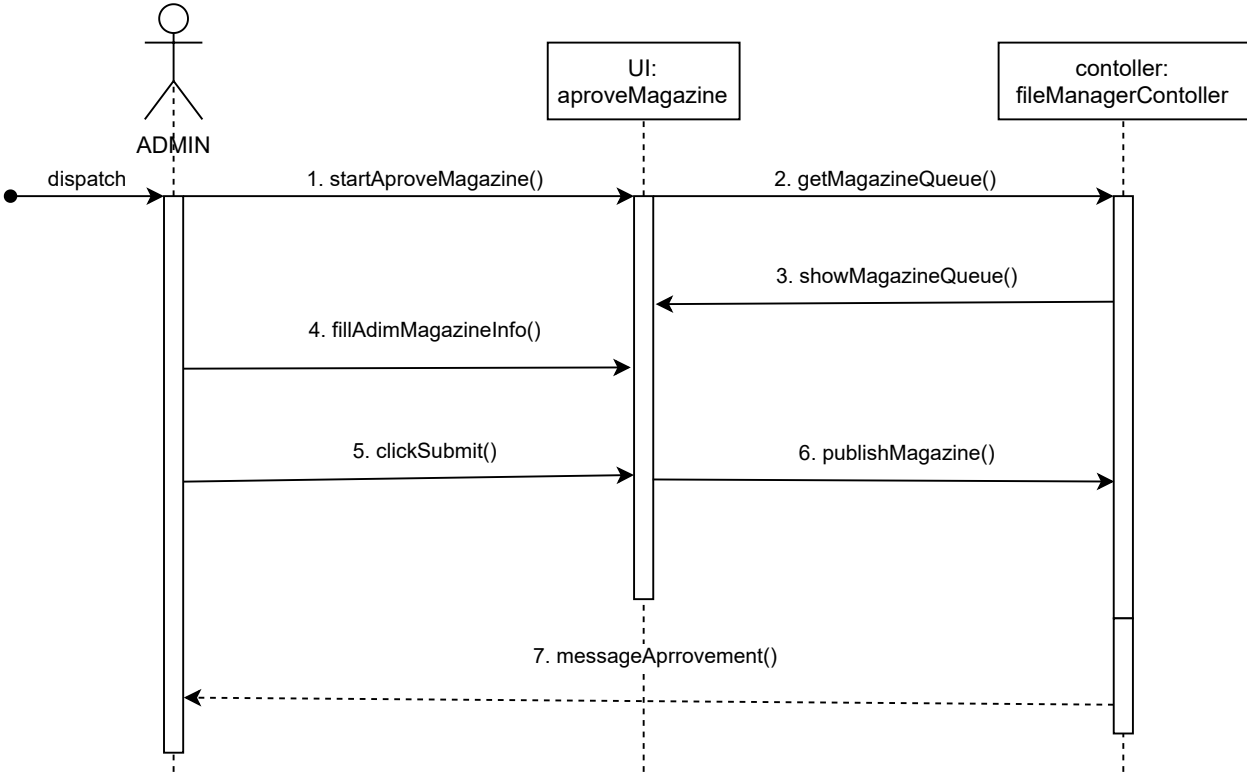 UI:
aproveMagazine
contoller:
fileManagerContoller
ADMIN
dispatch
1. startAproveMagazine()
2. getMagazineQueue()
3. showMagazineQueue()
4. fillAdimMagazineInfo()
5. clickSubmit()
6. publishMagazine()
7. messageAprrovement()